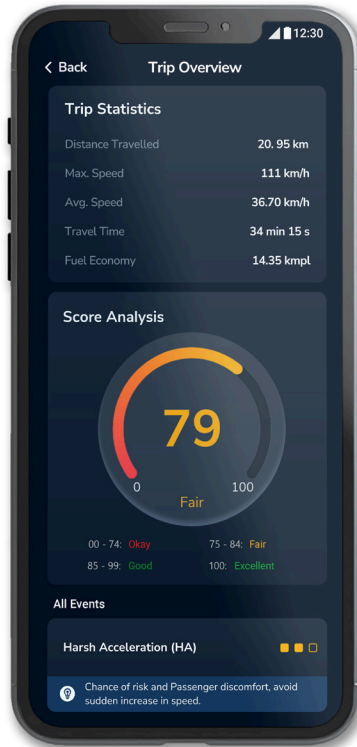 12:30
Back Trip Overview
Trip Statistics
Distance Travelled 20. 95 km
Max. Speed 111 km/h
Avg. Speed 36.70 km/h
Travel Time 34 min 15 s
Fuel Economy 14.35 kmpl
Score Analysis
79
0 100
Fair
00 - 74: Okay 75 - 84: Fair
85 - 99: Good 100: Excellent
All Events
Harsh Acceleration (HA)
Chance of risk and Passenger discomfort, avoid
sudden increase in speed.